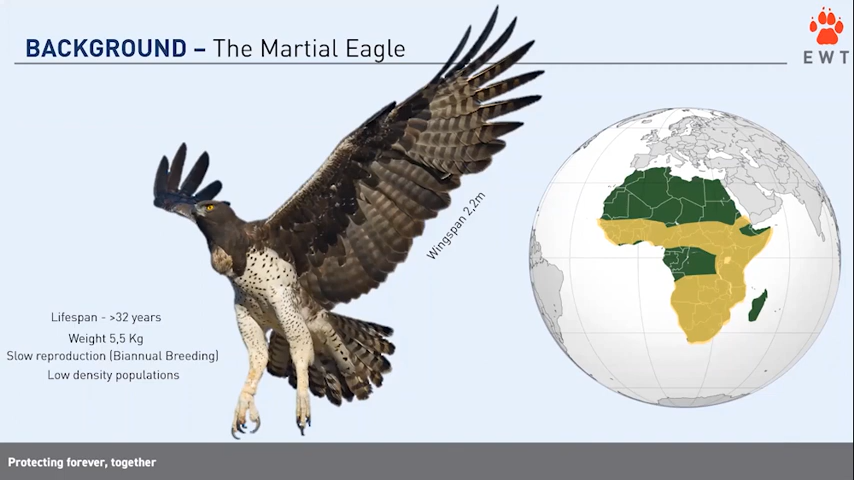 BACKGROUND – The Martial Eagle
EWT
Wingspan 2,2m
Lifespan - >32 years
Weight 5,5 Kg
Slow reproduction (Biannual Breeding)
Low density populations
Protecting forever, together